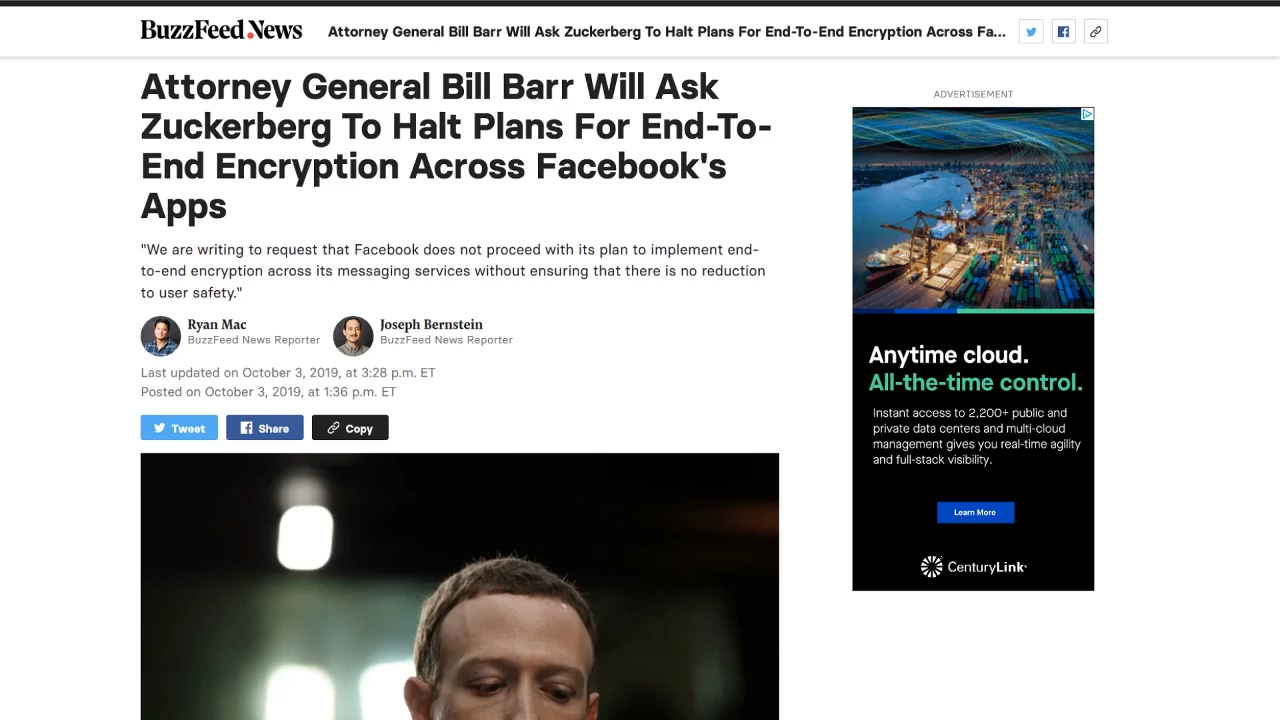 BuzzFeed News
Attorney General Bill Barr Will Ask Zuckerberg To Halt Plans For End-To-End Encryption Across Fa...
Attorney General Bill Barr Will Ask
Zuckerberg To Halt Plans For End-To-
End Encryption Across Facebook's
Apps
"We are writing to request that Facebook does not proceed with its plan to implement end-
to-end encryption across its messaging services without ensuring that there is no reduction
to user safety."
Ryan Mac
BuzzFeed News Reporter
Joseph Bernstein
BuzzFeed News Reporter
Last updated on October 3, 2019, at 3:28 p.m. ET
Posted on October 3, 2019, at 1:36 p.m. ET
Tweet
Share
Copy
ADVERTISEMENT
Anytime cloud.
All-the-time control.
Instant access to 2,200+ public and
private data centers and multi-cloud
management gives you real-time agility
and full-stack visibility.
Learn More
CenturyLink